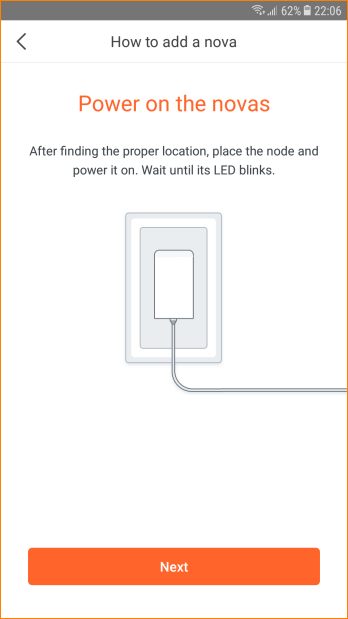 62% 22:06
How to add a nova
Power on the novas
After finding the proper location, place the node and
power it on. Wait until its LED blinks.
Next